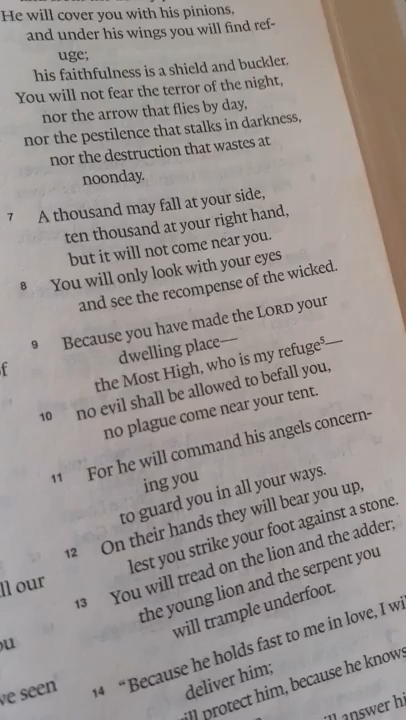 He will cover you with his pinions,
and under his wings you will find ref-
uge;
his faithfulness is a shield and buckler.
You will not fear the terror of the night,
nor the arrow that flies by day,
nor the pestilence that stalks in darkness,
nor the destruction that wastes at
noonday.
7 A thousand may fall at your side,
ten thousand at your right hand,
but it will not come near you.
8 You will only look with your eyes
and see the recompense of the wicked.
9 Because you have made the LORD your
dwelling place—
the Most High, who is my refuge⁵—
10 no evil shall be allowed to befall you,
no plague come near your tent.
11 For he will command his angels concern-
ing you
to guard you in all your ways.
12 On their hands they will bear you up,
lest you strike your foot against a stone.
13 You will tread on the lion and the adder;
the young lion and the serpent you
will trample underfoot.
14 “Because he holds fast to me in love, I
deliver him;
protect him, because he knows
answer
our
seen